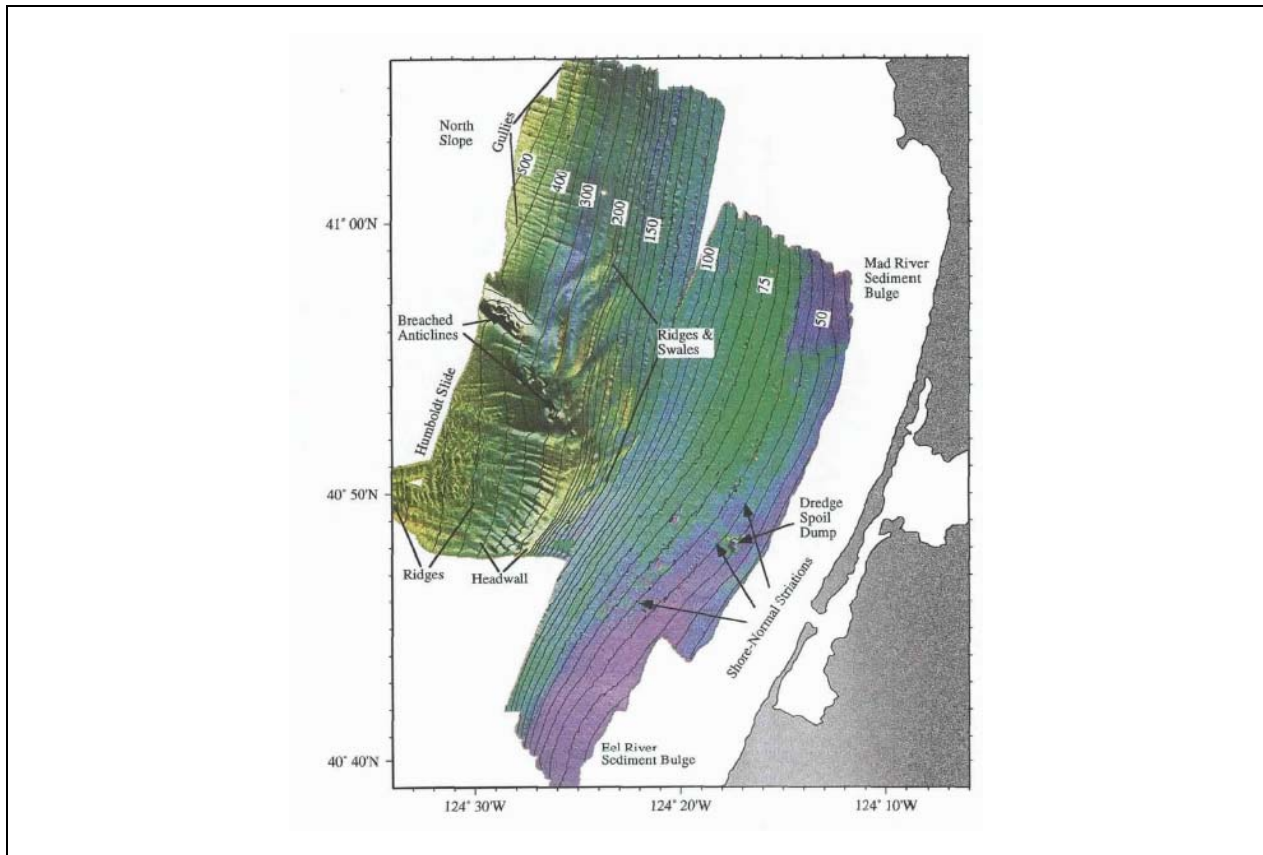 North
Slope
Gullies
500
400
300
200
150
100
75
50
41° 00'N
Mad River
Sediment
Bulge
Breached
Anticlines
Ridges &
Swales
Humboldt Slide
40° 50'N
Dredge
Spoil
Dump
Ridges
Headwall
Shore-Normal Striations
Eel River
Sediment Bulge
40° 40'N
124° 30'W
124° 20'W
124° 10'W